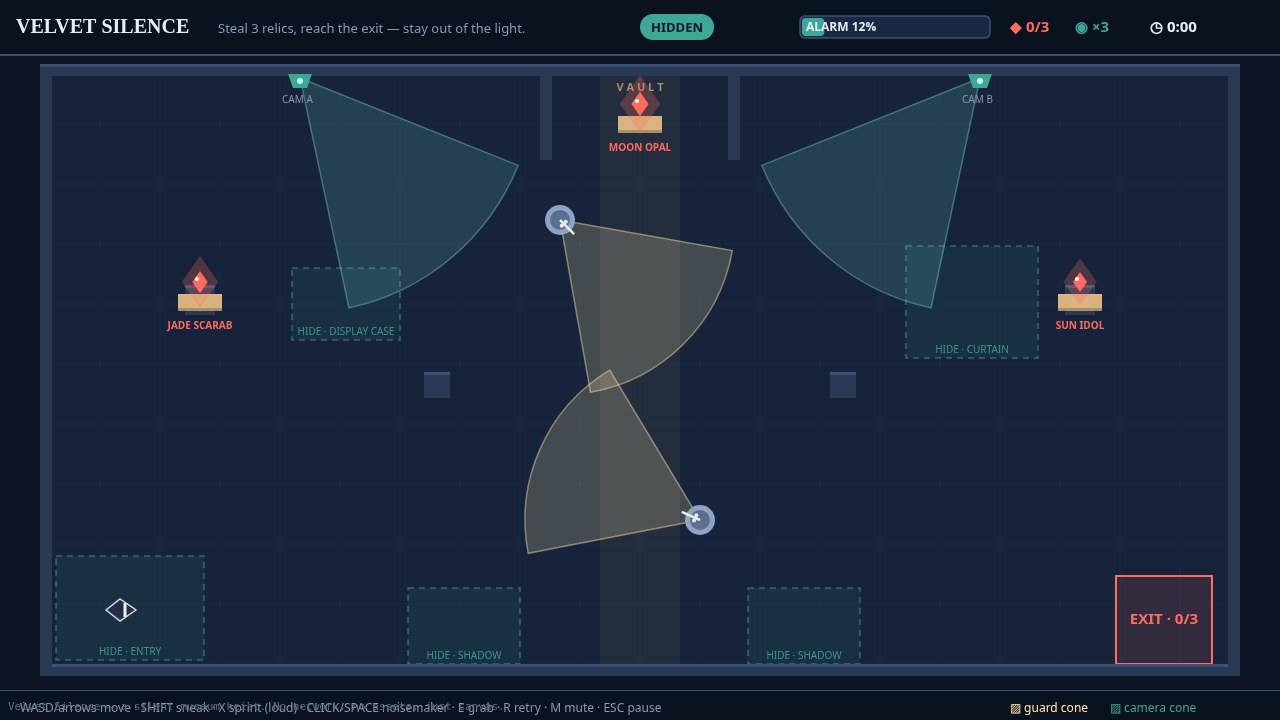 VELVET SILENCE Steal 3 relics, reach the exit — stay out of the light. HIDDEN ALARM 12% ◆ 0/3 ◉ ×3 ◷ 0:00
VAULT
CAM A
CAM B
MOON OPAL
JADE SCARAB
SUN IDOL
HIDE · DISPLAY CASE
HIDE · CURTAIN
EXIT · 0/3
HIDE · ENTRY
HIDE · SHADOW
HIDE · SHADOW
WASD/arrows move · SHIFT sneak · X sprint (loud) · CLICK/SPACE noisemaker · E grab · R retry · M mute · ESC pause
▨ guard cone ▨ camera cone